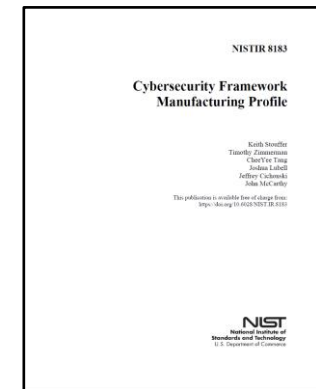 NISTIR 8183
Cybersecurity Framework
Manufacturing Profile
Keith Stouffer
Timothy Zimmerman
CheeYee Tang
Joshua Lubell
Jeffrey Cichonski
John McCarthy
This publication is available free of charge from:
https://doi.org/10.6028/NIST.IR.8183
NIST
National Institute of
Standards and Technology
U.S. Department of Commerce